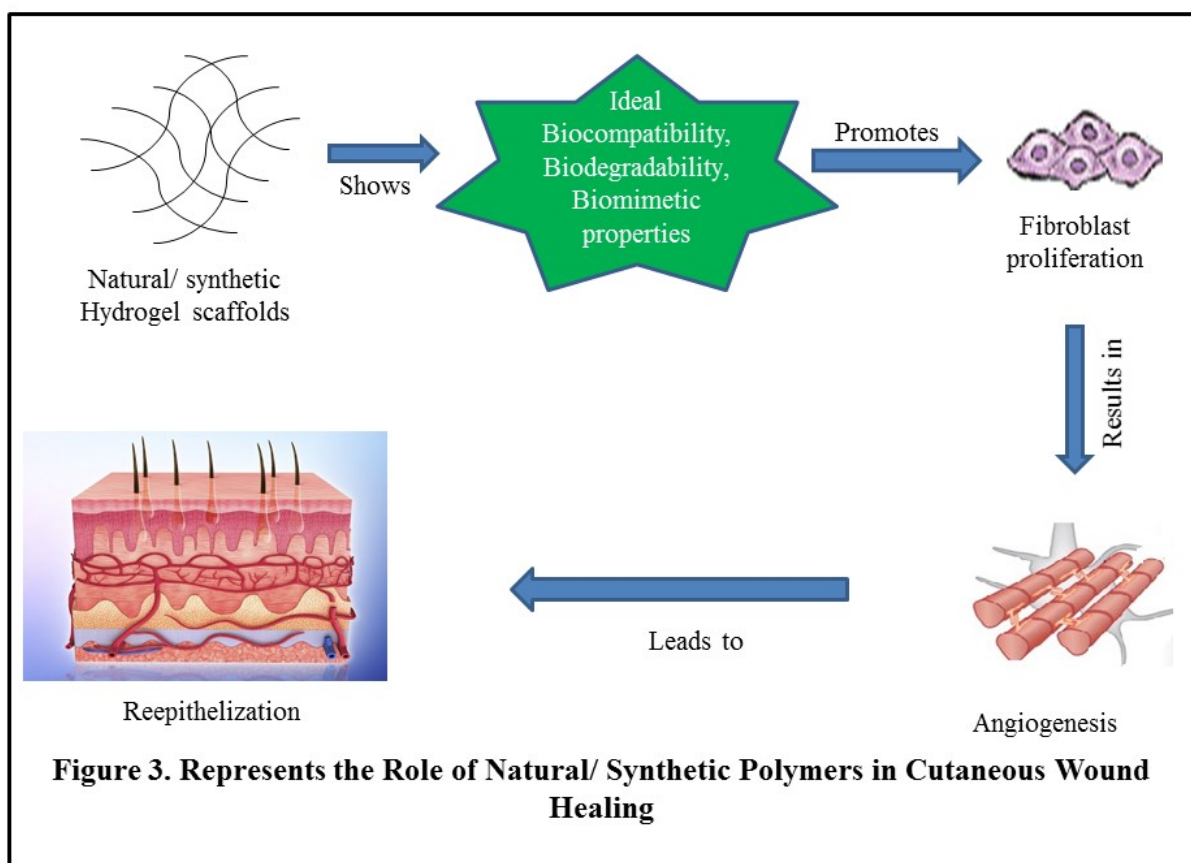 Ideal
Biocompatibility,
Biodegradability,
Biomimetic
properties
Shows
Promotes
Natural/ synthetic
Hydrogel scaffolds
Fibroblast
proliferation
Results in
Leads to
Reepithelization
Angiogenesis
Figure 3. Represents the Role of Natural/ Synthetic Polymers in Cutaneous Wound
Healing